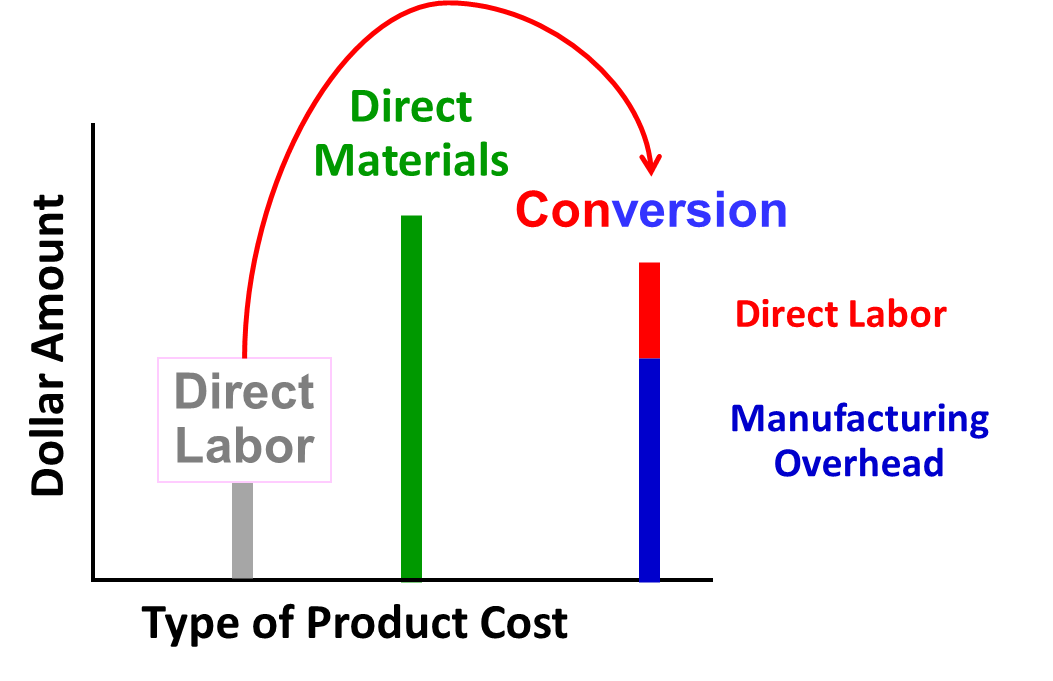 Direct
Materials
Conversion
Direct Labor
Direct
Labor
Manufacturing
Overhead
Dollar Amount
Type of Product Cost